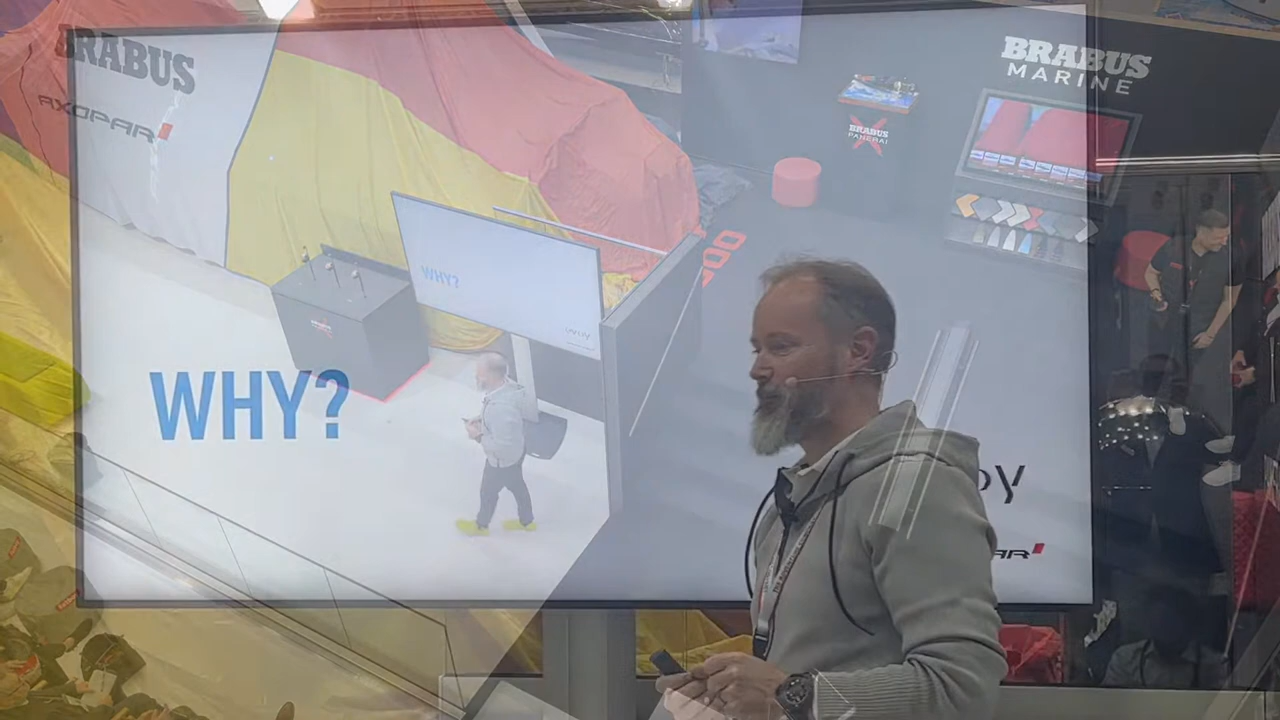 BRABUS
AXOPAR
BRABUS
MARINE
BRABUS
PANERAI
WHY?
WHY?